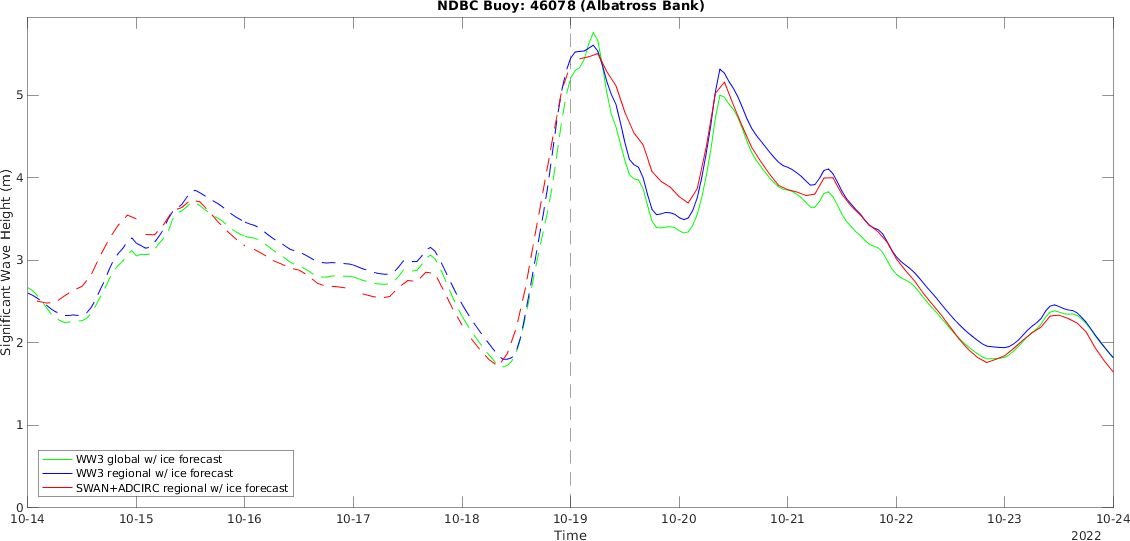 NDBC Buoy: 46078 (Albatross Bank)
Significant Wave Height (m)
5
4
3
2
1
0
WW3 global w/ ice forecast
WW3 regional w/ ice forecast
SWAN+ADCIRC regional w/ ice forecast
10-14 10-15 10-16 10-17 10-18 10-19 10-20 10-21 10-22 10-23 10-24
Time
2022